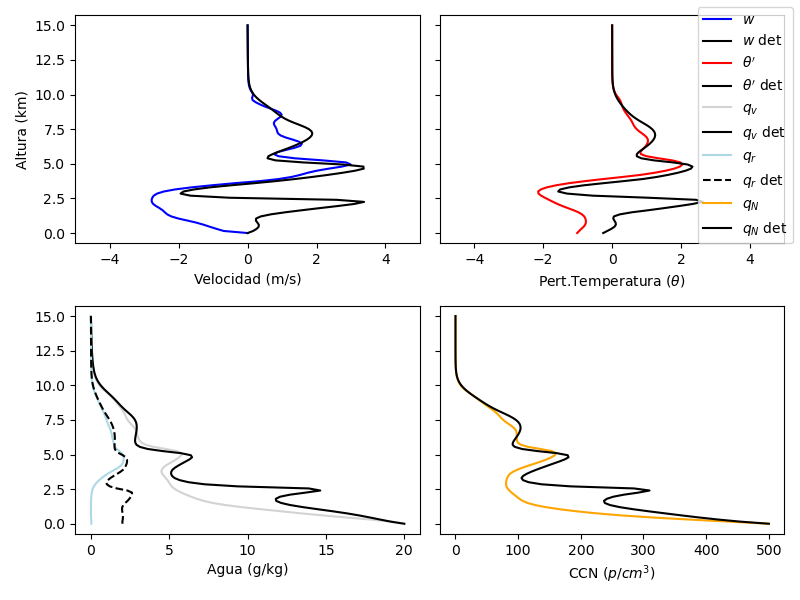 15.0
12.5
10.0
7.5
5.0
2.5
0.0
Altura (km)
−4 −2 0 2 4
Velocidad (m/s)
−4 −2 0 2 4
Pert.Temperatura (θ)
w
w det
θ′
θ′ det
q_v
q_v det
q_r
q_r det
q_N
q_N det
15.0
12.5
10.0
7.5
5.0
2.5
0.0
0 5 10 15 20
Agua (g/kg)
0 100 200 300 400 500
CCN (p/cm³)